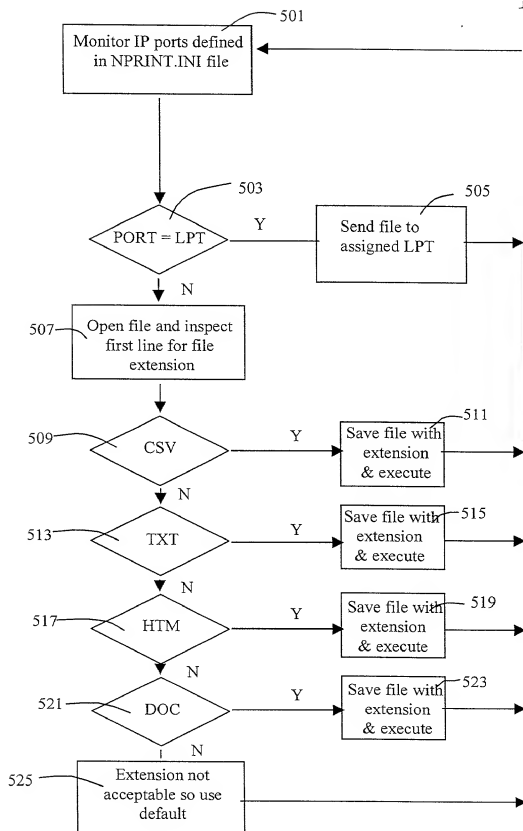 501
Monitor IP ports defined
in NPRINT.INI file
503
PORT = LPT
Y
505
Send file to
assigned LPT
N
507
Open file and inspect
first line for file
extension
509
CSV
Y
511
Save file with
extension
& execute
N
513
TXT
Y
515
Save file with
extension
& execute
N
517
HTM
Y
519
Save file with
extension
& execute
N
521
DOC
Y
523
Save file with
extension
& execute
N
525
Extension not
acceptable so use
default